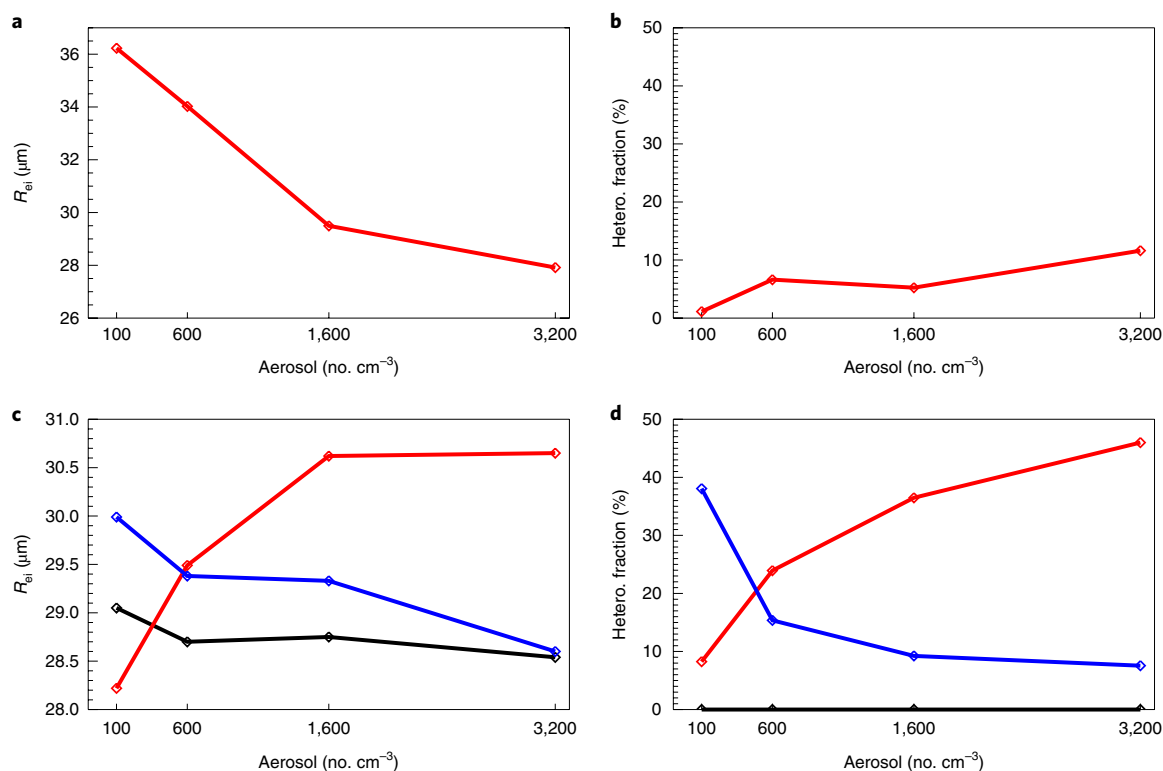 a
36
34
32
30
28
26
R_ei (μm)
100 600 1,600 3,200
Aerosol (no. cm⁻³)
b
50
40
30
20
10
0
Hetero. fraction (%)
100 600 1,600 3,200
Aerosol (no. cm⁻³)
c
31.0
30.5
30.0
29.5
29.0
28.5
28.0
R_ei (μm)
100 600 1,600 3,200
Aerosol (no. cm⁻³)
d
50
40
30
20
10
0
Hetero. fraction (%)
100 600 1,600 3,200
Aerosol (no. cm⁻³)